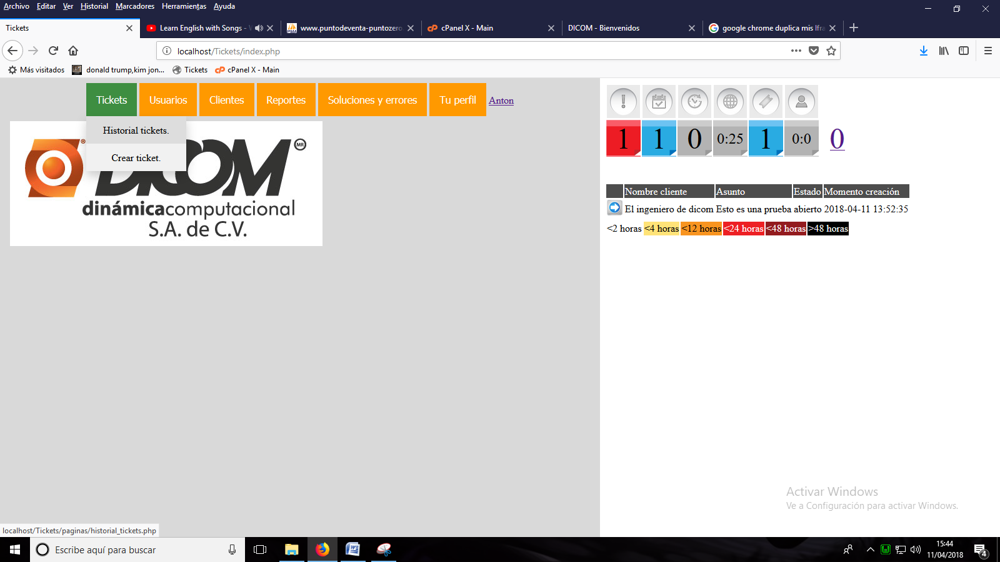 Archivo Editar Ver Historial Marcadores Herramientas Ayuda
Tickets
Learn English with Songs -
www.puntodeventa-puntozero
cPanel X - Main
DICOM - Bienvenidos
google chrome duplica mis Ifra
localhost/Tickets/index.php
Más visitados
donald trump,kim jon...
Tickets
cPanel X - Main
Tickets Usuarios Clientes Reportes Soluciones y errores Tu perfil Anton
Historial tickets.
Crear ticket.
DICOM MR
dinámicacomputacional
S.A. de C.V.
1 1 0 0:25 1 0:0 0
Nombre cliente Asunto Estado Momento creación
El ingeniero de dicom Esto es una prueba abierto 2018-04-11 13:52:35
<2 horas <4 horas <12 horas <24 horas <48 horas >48 horas
Activar Windows
Ve a Configuración para activar Windows.
localhost/Tickets/paginas/historial_tickets.php
Escribe aquí para buscar
15:44
11/04/2018
4